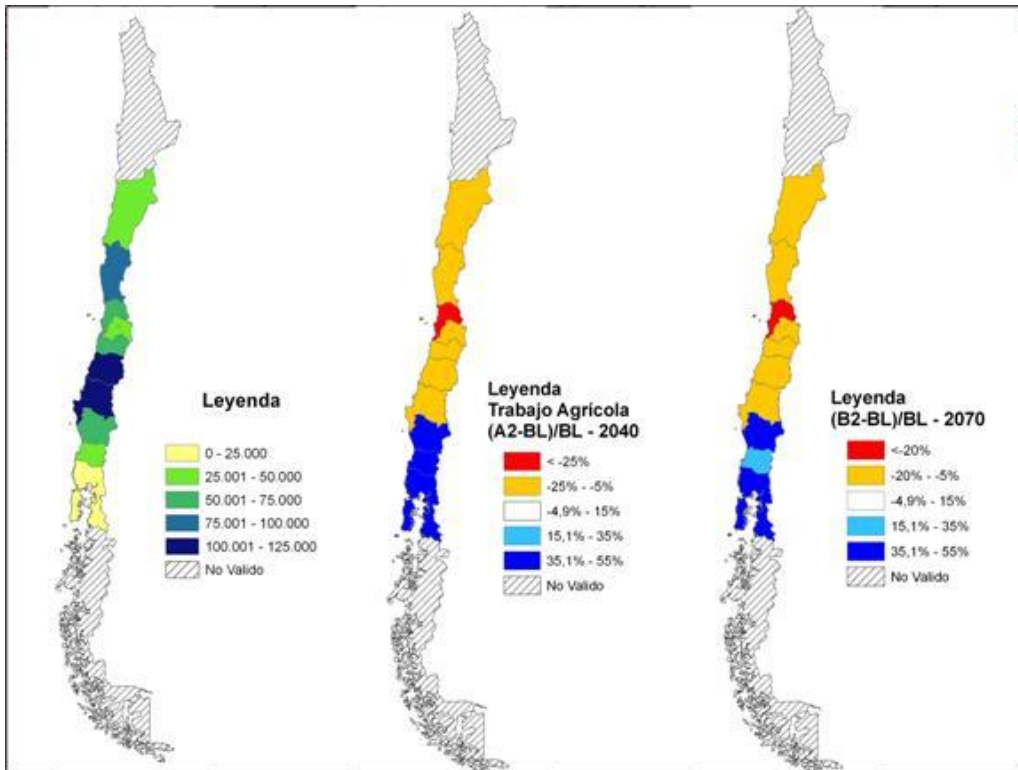 Leyenda
0 - 25.000
25.001 - 50.000
50.001 - 75.000
75.001 - 100.000
100.001 - 125.000
No Valido
Leyenda
Trabajo Agrícola
(A2-BL)/BL - 2040
< -25%
-25% - -5%
-4,9% - 15%
15,1% - 35%
35,1% - 55%
No Valido
Leyenda
(B2-BL)/BL - 2070
<-20%
-20% - -5%
-4,9% - 15%
15,1% - 35%
35,1% - 55%
No Valido